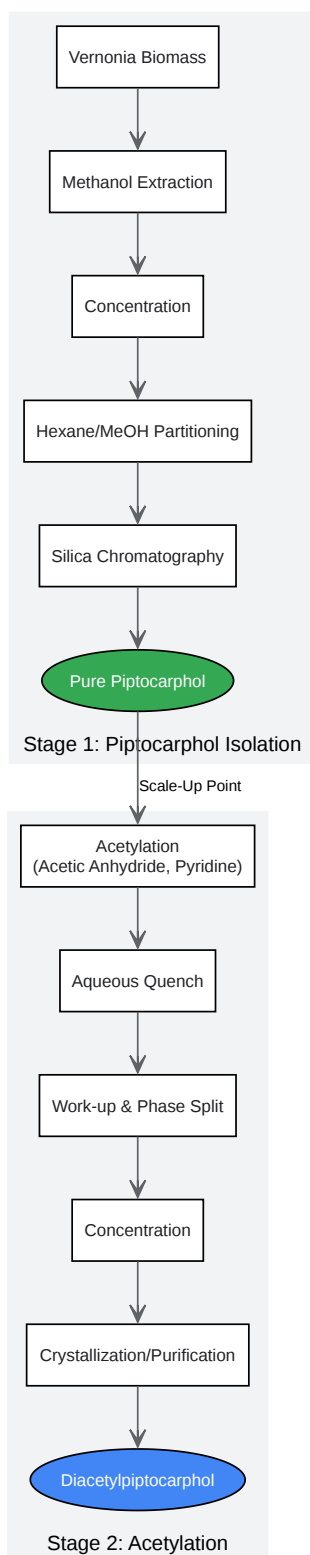 Vernonia Biomass
Methanol Extraction
Concentration
Hexane/MeOH Partitioning
Silica Chromatography
Pure Piptocarphol
Stage 1: Piptocarphol Isolation
Scale-Up Point
Acetylation
(Acetic Anhydride, Pyridine)
Aqueous Quench
Work-up & Phase Split
Concentration
Crystallization/Purification
Diacetylpiptocarphol
Stage 2: Acetylation